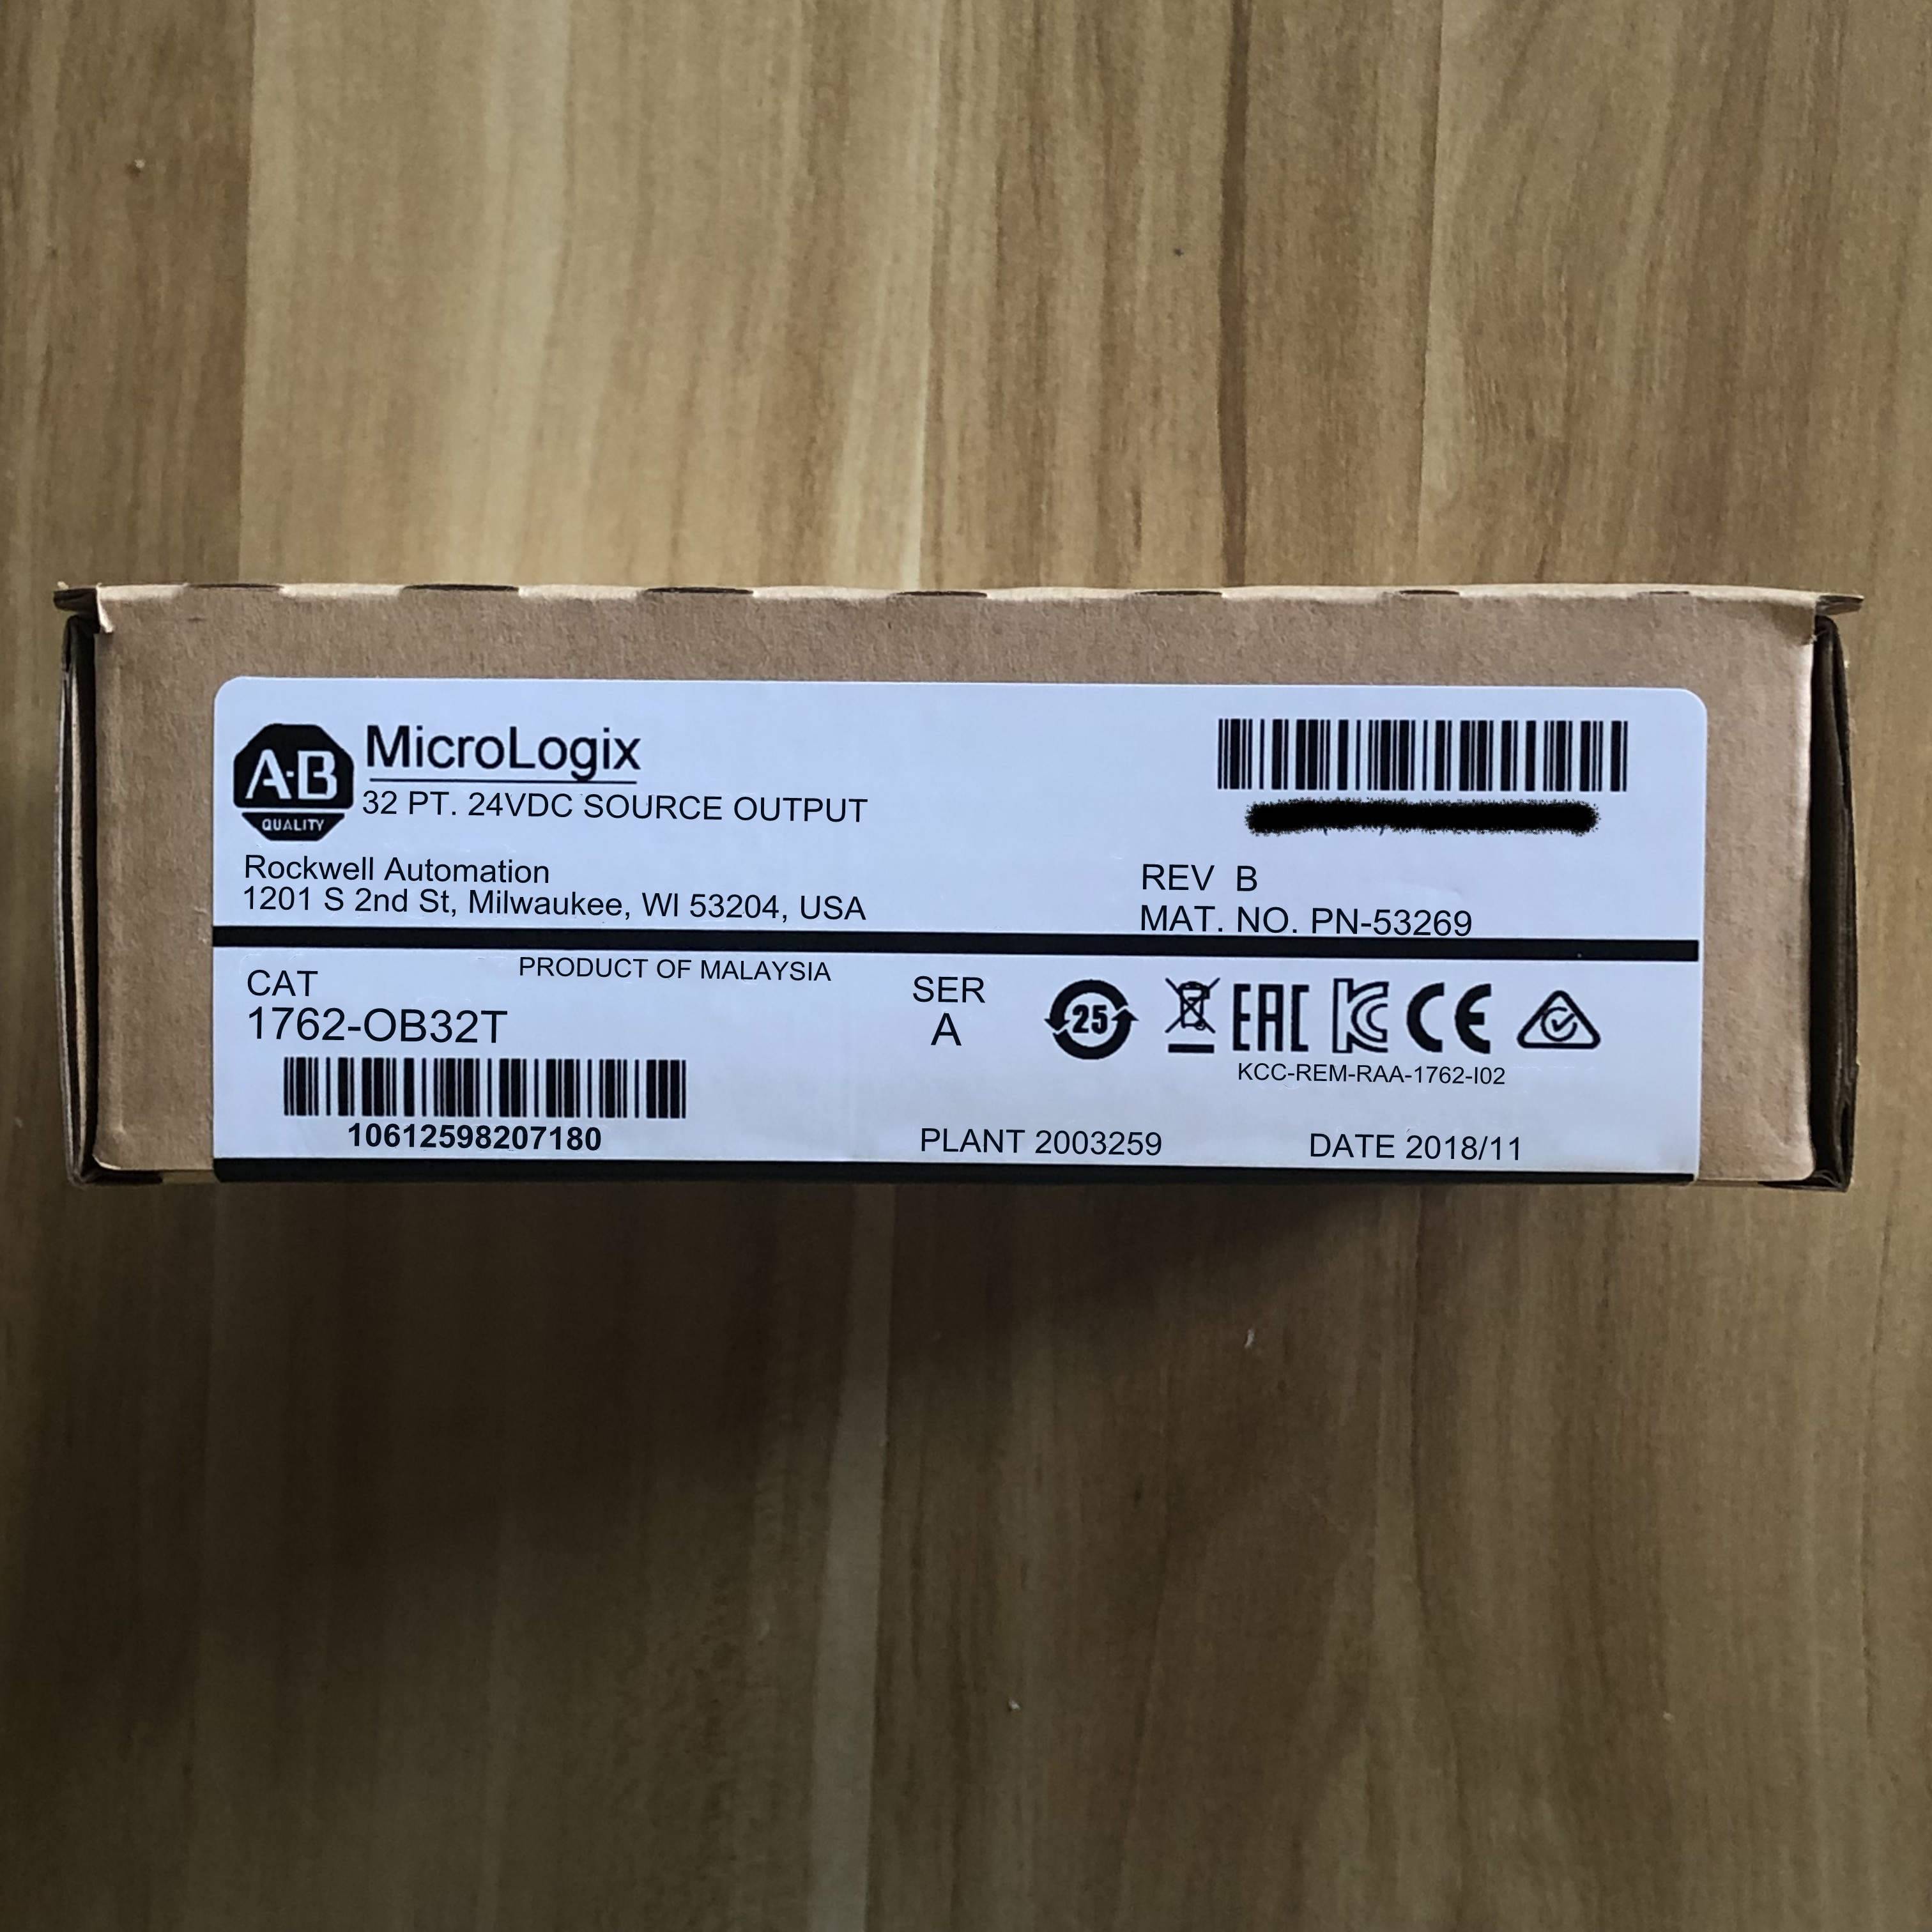 A-B
QUALITY
MicroLogix
32 PT. 24VDC SOURCE OUTPUT
Rockwell Automation
1201 S 2nd St, Milwaukee, WI 53204, USA
REV B
MAT. NO. PN-53269
CAT
1762-OB32T
PRODUCT OF MALAYSIA
SER
A
25
EAC
KC
CE
KCC-REM-RAA-1762-I02
10612598207180
PLANT 2003259
DATE 2018/11